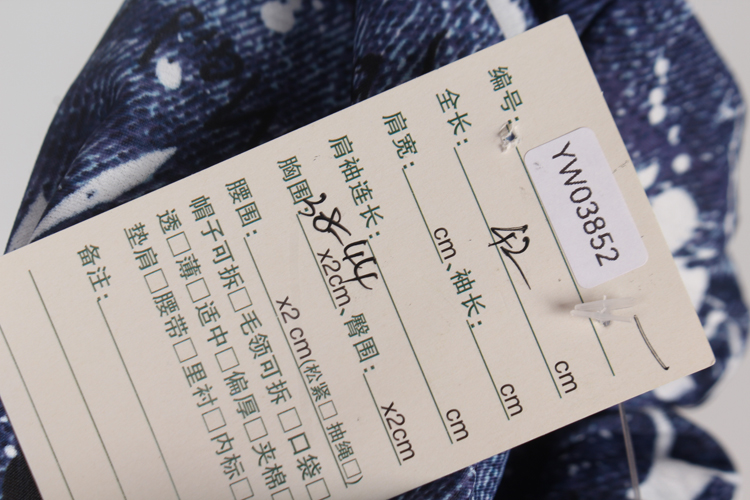 编号:
YW03852
全长: 42 cm
肩宽: cm、袖长: cm
肩袖连长: cm
胸围: 38-44 x2cm、臀围: x2cm
腰围: x2 cm(松紧□ 抽绳□)
帽子可拆□ 毛领可拆□ 口袋□
透□薄□适中□偏厚□夹棉□
垫肩□腰带□里衬□内标□
备注: